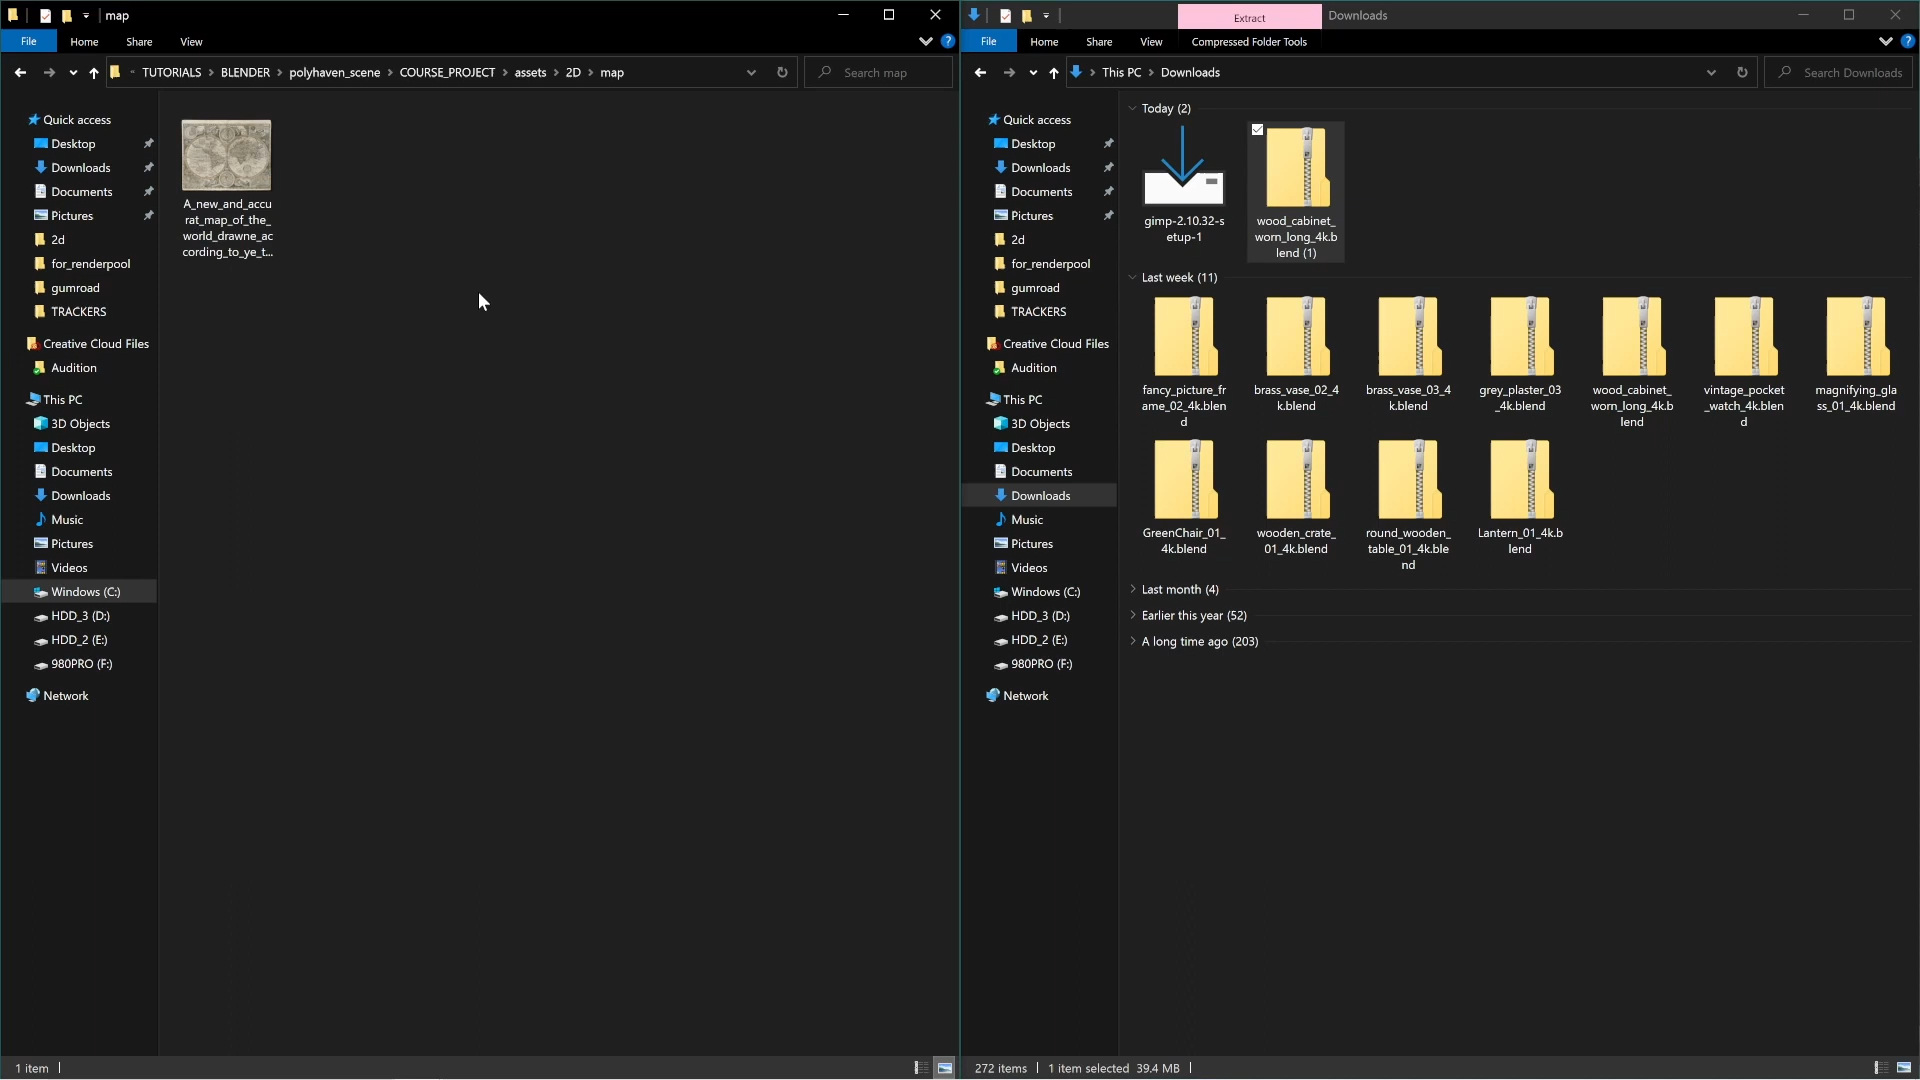 map
File
Home
Share
View
« TUTORIALS › BLENDER › polyhaven_scene › COURSE_PROJECT › assets › 2D › map
Search map
Quick access
Desktop
Downloads
Documents
Pictures
2d
for_renderpool
gumroad
TRACKERS
Creative Cloud Files
Audition
This PC
3D Objects
Desktop
Documents
Downloads
Music
Pictures
Videos
Windows (C:)
HDD_3 (D:)
HDD_2 (E:)
980PRO (F:)
Network
A_new_and_accu
rat_map_of_the_
world_drawne_ac
cording_to_ye_t...
1 item
Extract
Downloads
File
Home
Share
View
Compressed Folder Tools
› This PC › Downloads
Search Downloads
Quick access
Desktop
Downloads
Documents
Pictures
2d
for_renderpool
gumroad
TRACKERS
Creative Cloud Files
Audition
This PC
3D Objects
Desktop
Documents
Downloads
Music
Pictures
Videos
Windows (C:)
HDD_3 (D:)
HDD_2 (E:)
980PRO (F:)
Network
Today (2)
gimp-2.10.32-s
etup-1
wood_cabinet_
worn_long_4k.b
lend (1)
Last week (11)
fancy_picture_fr
ame_02_4k.blen
d
brass_vase_02_4
k.blend
brass_vase_03_4
k.blend
grey_plaster_03
_4k.blend
wood_cabinet_
worn_long_4k.b
lend
vintage_pocket
_watch_4k.blen
d
magnifying_gla
ss_01_4k.blend
GreenChair_01_
4k.blend
wooden_crate_
01_4k.blend
round_wooden_
table_01_4k.ble
nd
Lantern_01_4k.b
lend
Last month (4)
Earlier this year (52)
A long time ago (203)
272 items
1 item selected 39.4 MB